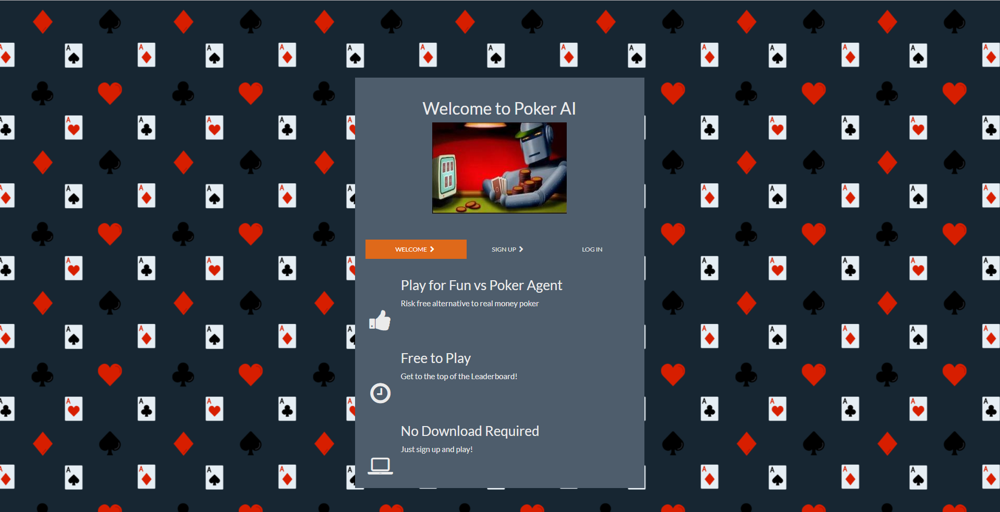 Welcome to Poker AI
WELCOME
SIGN UP
LOG IN
Play for Fun vs Poker Agent
Risk free alternative to real money poker
Free to Play
Get to the top of the Leaderboard!
No Download Required
Just sign up and play!